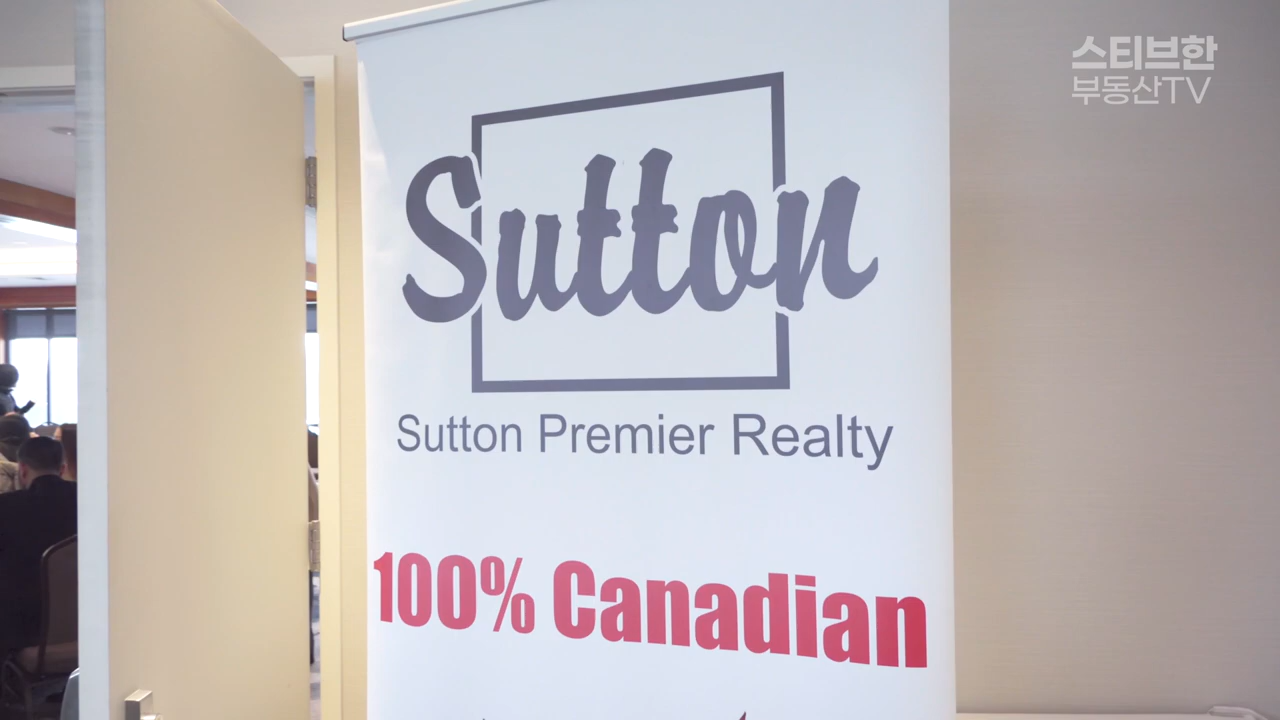 스티브한
부동산TV
Sutton
Sutton Premier Realty
100% Canadian